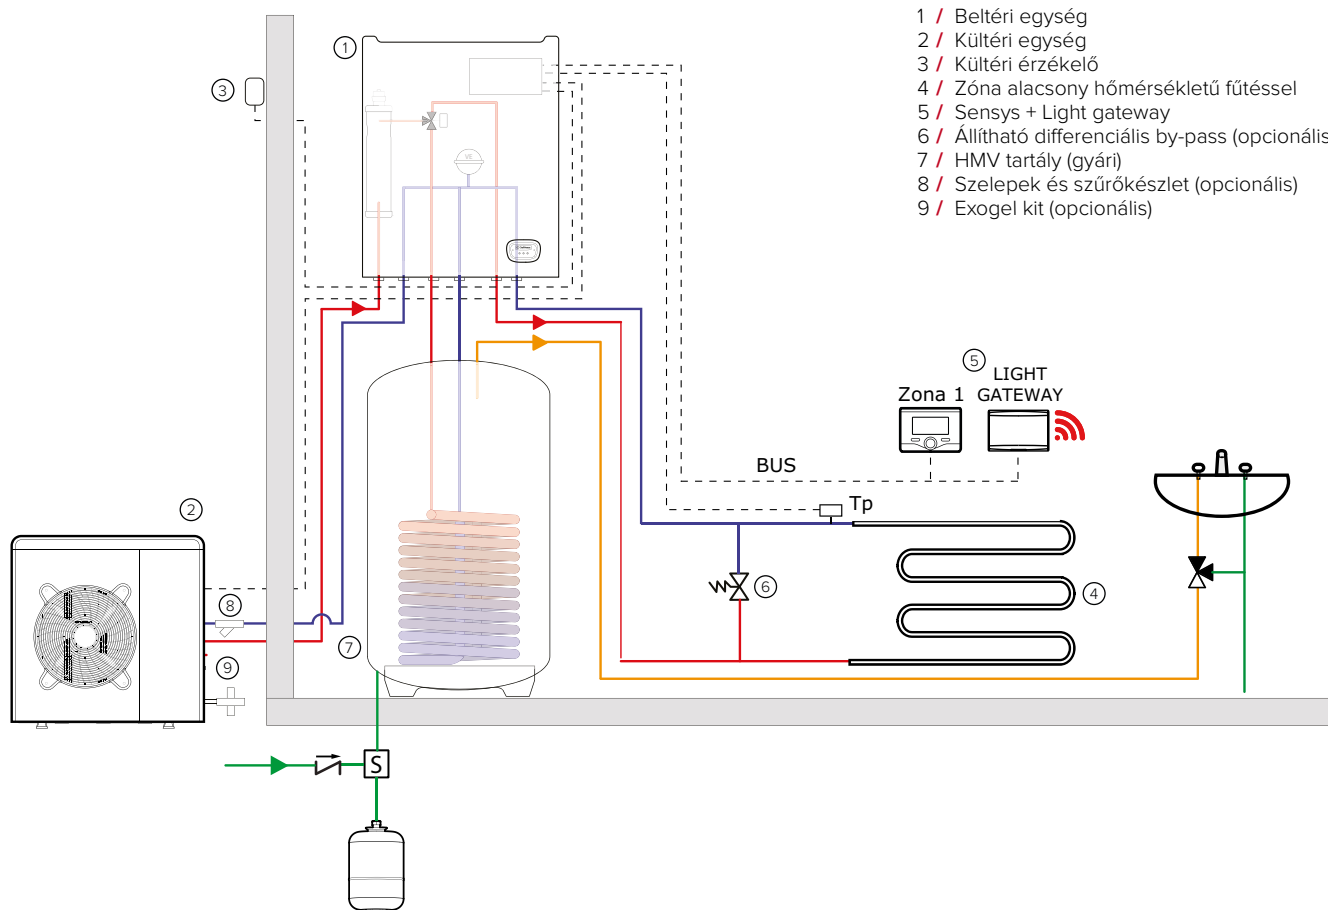 1 / Beltéri egység
2 / Kültéri egység
3 / Kültéri érzékelő
4 / Zóna alacsony hőmérsékletű fűtéssel
5 / Sensys + Light gateway
6 / Állítható differenciális by-pass (opcionális
7 / HMV tartály (gyári)
8 / Szelepek és szűrőkészlet (opcionális)
9 / Exogel kit (opcionális)
1
3
VE
5
LIGHT
Zona 1 GATEWAY
BUS
Tp
2
8
6
4
7
9
S